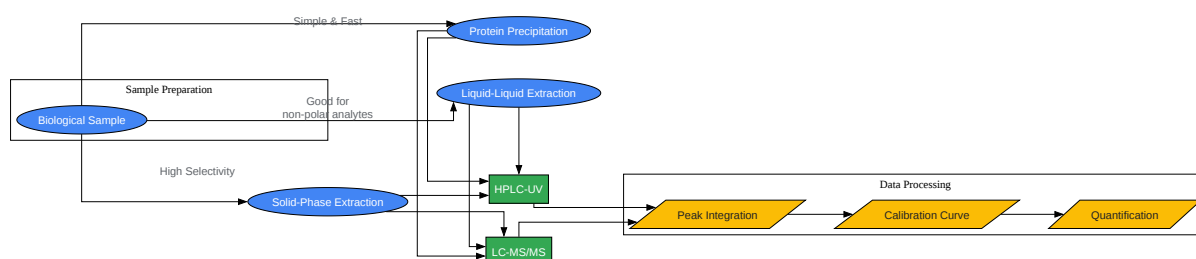 Simple & Fast
Protein Precipitation
Sample Preparation
Liquid-Liquid Extraction
Good for
non-polar analytes
Biological Sample
High Selectivity
HPLC-UV
Data Processing
Solid-Phase Extraction
Peak Integration
Calibration Curve
Quantification
LC-MS/MS